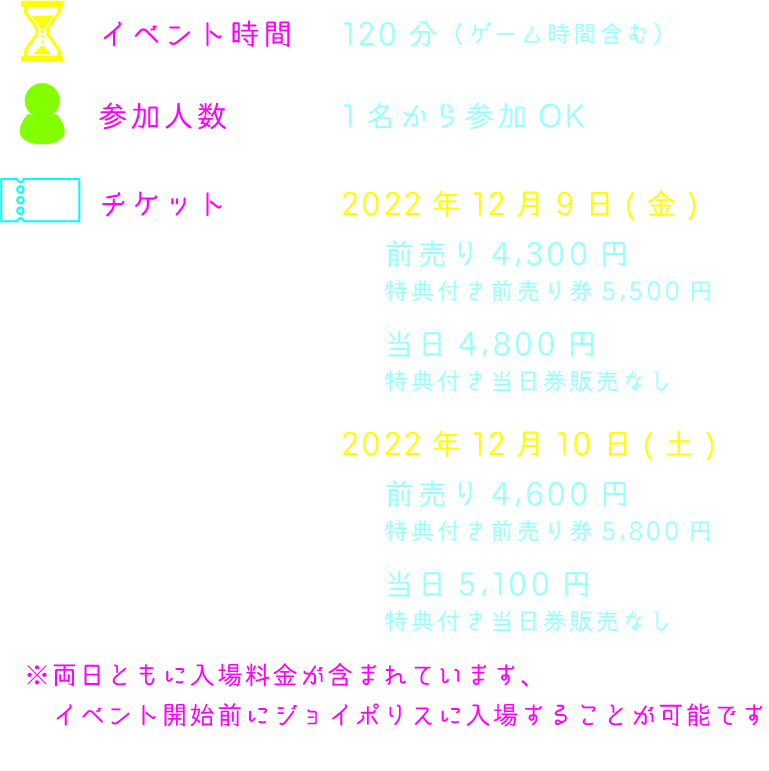 イベント時間 120分(ゲーム時間含む)
参加人数 1名から参加OK
チケット 2022年12月9日(金)
前売り 4,300円
特典付き前売り券 5,500円
当日 4,800円
特典付き当日券販売なし
2022年12月10日(土)
前売り 4,600円
特典付き前売り券 5,800円
当日 5,100円
特典付き当日券販売なし
※両日ともに入場料金が含まれています、
イベント開始前にジョイポリスに入場することが可能です